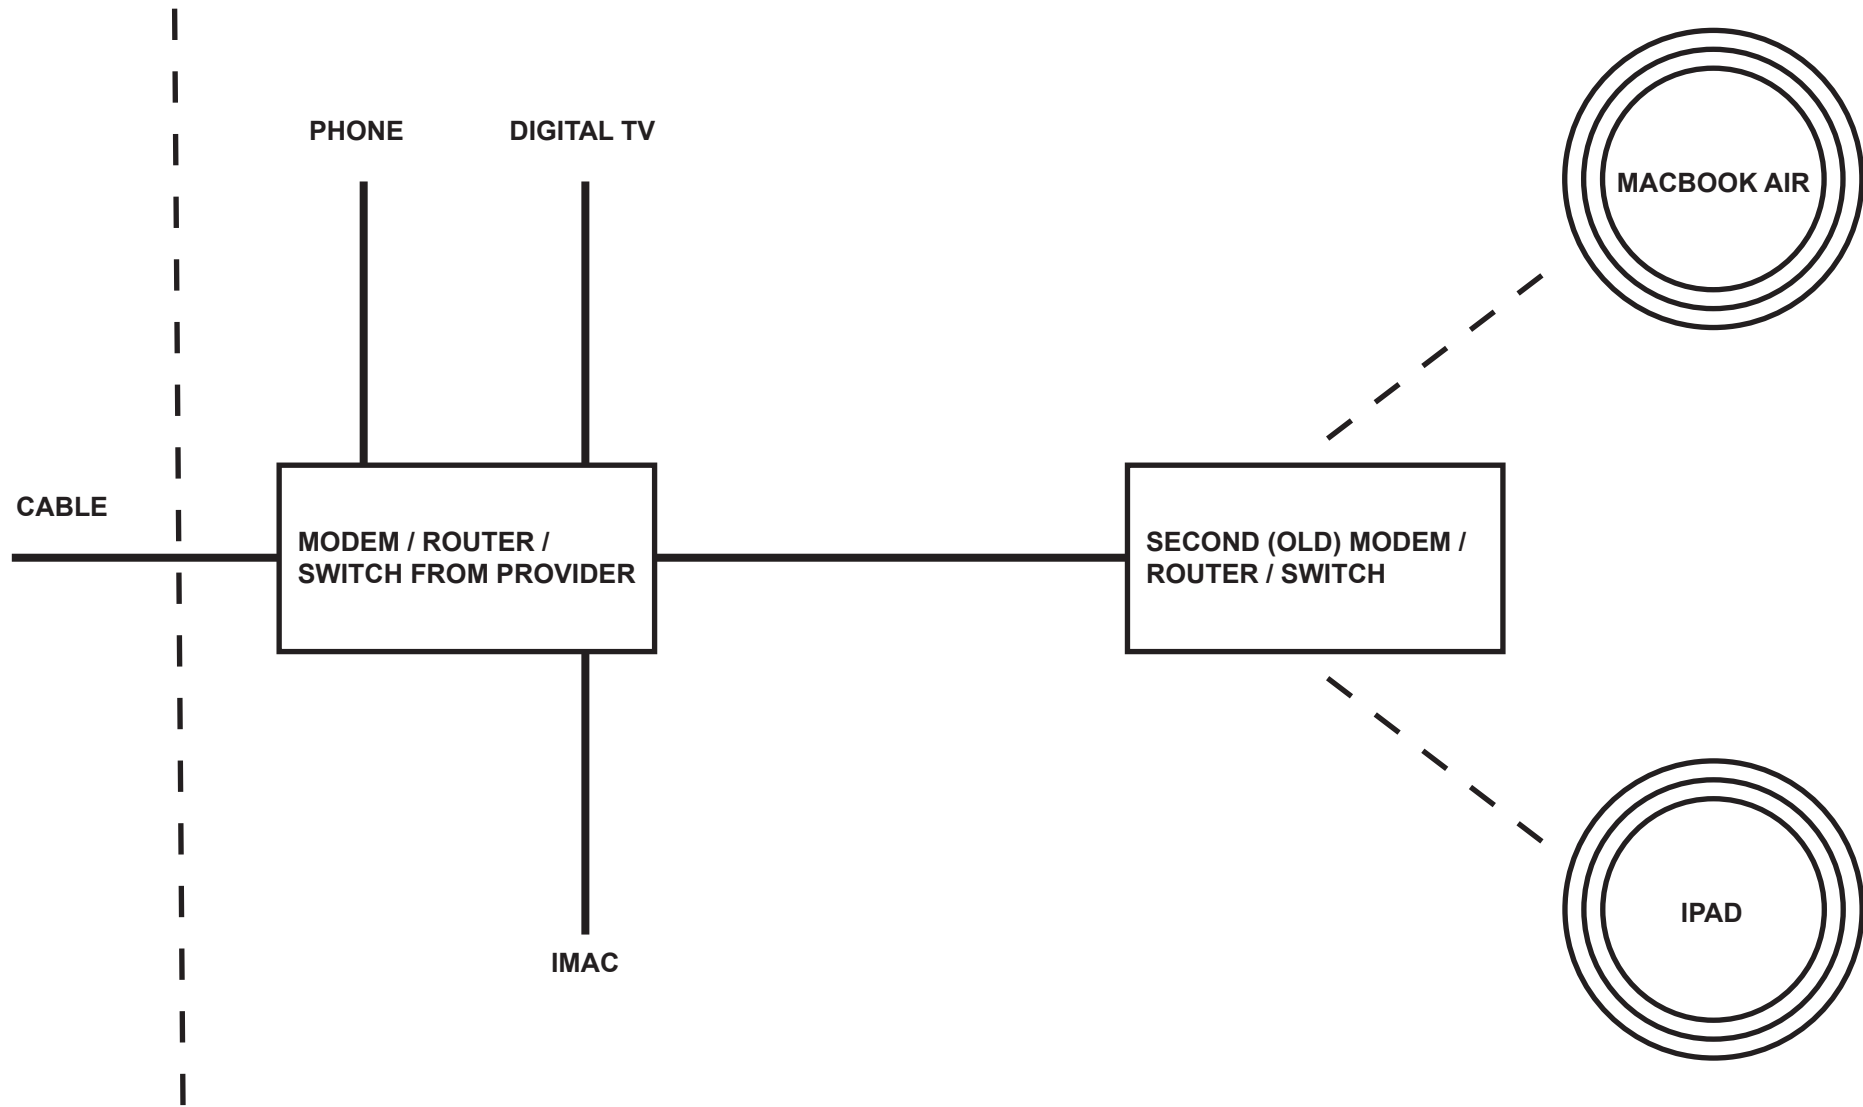 PHONE
DIGITAL TV
MACBOOK AIR
CABLE
MODEM / ROUTER /
SWITCH FROM PROVIDER
SECOND (OLD) MODEM /
ROUTER / SWITCH
IPAD
IMAC